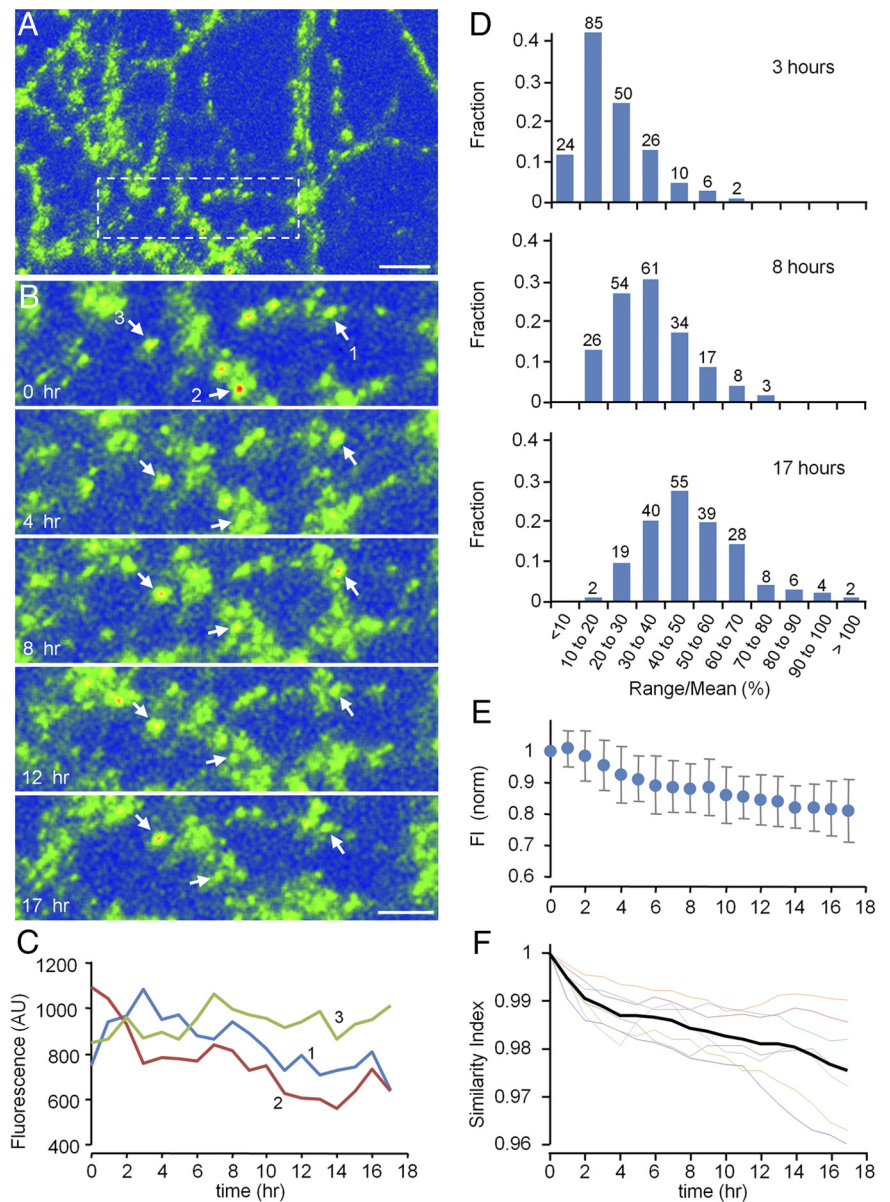 A
B
3
1
2
0 hr
4 hr
8 hr
12 hr
17 hr
C
1200
1000
800
600
400
Fluorescence (AU)
3
1
2
0 2 4 6 8 10 12 14 16 18
time (hr)
D
0.4
0.3
0.2
0.1
0
Fraction
24 85 50 26 10 6 2
3 hours
0.4
0.3
0.2
0.1
0
Fraction
26 54 61 34 17 8 3
8 hours
0.4
0.3
0.2
0.1
0
Fraction
2 19 40 55 39 28 8 6 4 2
17 hours
<10
10 to 20
20 to 30
30 to 40
40 to 50
50 to 60
60 to 70
70 to 80
80 to 90
90 to 100
> 100
Range/Mean (%)
E
1
0.9
0.8
0.7
0.6
FI (norm)
0 2 4 6 8 10 12 14 16 18
F
1
0.99
0.98
0.97
0.96
Similarity Index
0 2 4 6 8 10 12 14 16 18
time (hr)